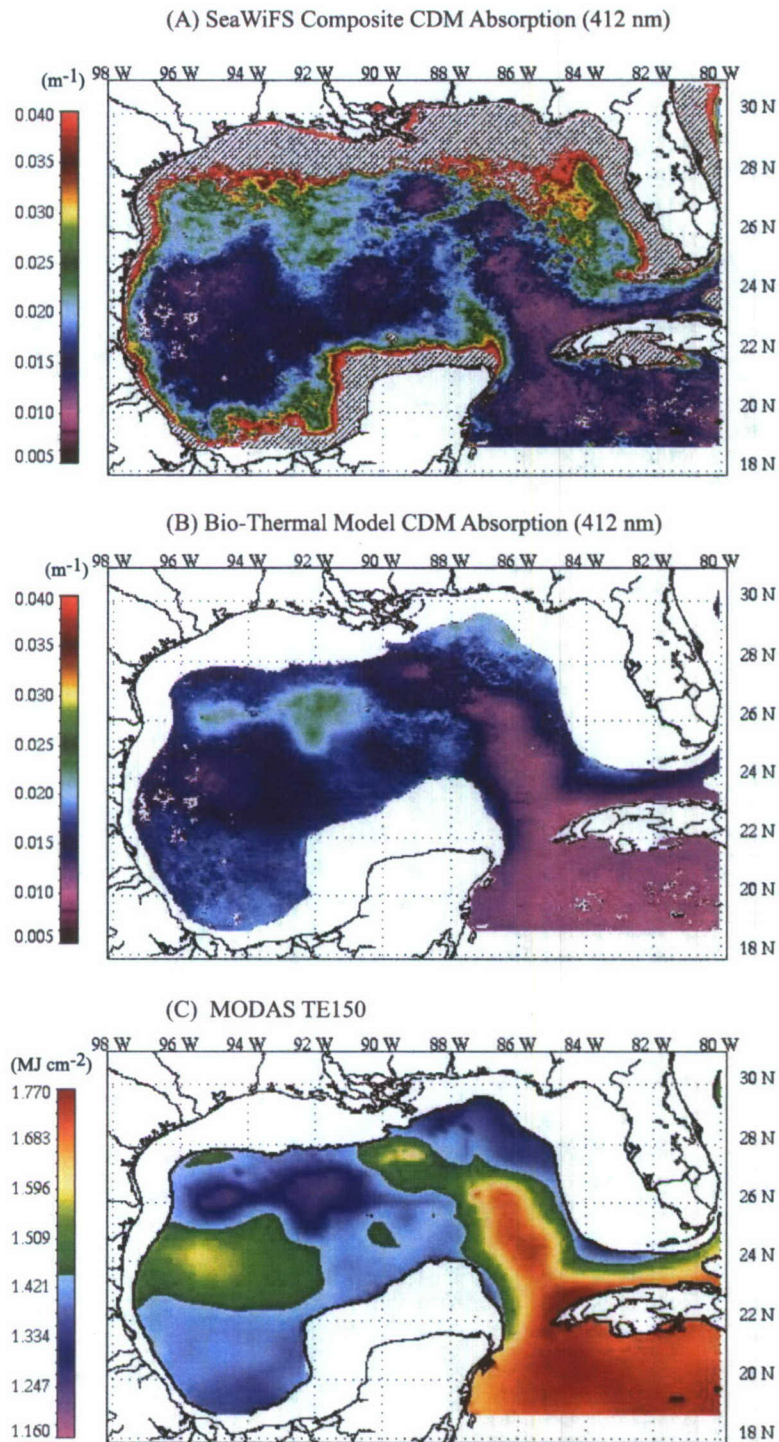 (A) SeaWiFS Composite CDM Absorption (412 nm)
(m-1)
98 W 96 W 94 W 92 W 90 W 88 W 86 W 84 W 82 W 80 W
0.040
0.035
0.030
0.025
0.020
0.015
0.010
0.005
30 N
28 N
26 N
24 N
22 N
20 N
18 N
(B) Bio-Thermal Model CDM Absorption (412 nm)
(m-1)
98 W 96 W 94 W 92 W 90 W 88 W 86 W 84 W 82 W 80 W
0.040
0.035
0.030
0.025
0.020
0.015
0.010
0.005
30 N
28 N
26 N
24 N
22 N
20 N
18 N
(C) MODAS TE150
(MJ cm-2)
98 W 96 W 94 W 92 W 90 W 88 W 86 W 84 W 82 W 80 W
1.770
1.683
1.596
1.509
1.421
1.334
1.247
1.160
30 N
28 N
26 N
24 N
22 N
20 N
18 N